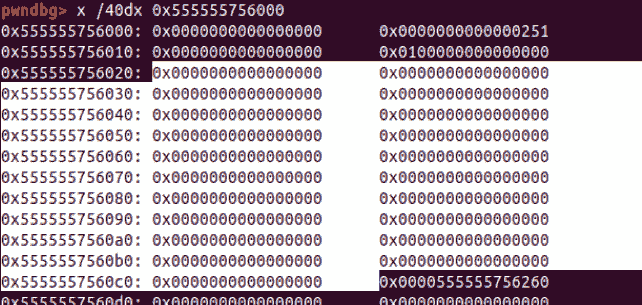 pwndbg> x /40dx 0x555555756000
0x555555756000: 0x0000000000000000 0x0000000000000251
0x555555756010: 0x0000000000000000 0x0100000000000000
0x555555756020: 0x0000000000000000 0x0000000000000000
0x555555756030: 0x0000000000000000 0x0000000000000000
0x555555756040: 0x0000000000000000 0x0000000000000000
0x555555756050: 0x0000000000000000 0x0000000000000000
0x555555756060: 0x0000000000000000 0x0000000000000000
0x555555756070: 0x0000000000000000 0x0000000000000000
0x555555756080: 0x0000000000000000 0x0000000000000000
0x555555756090: 0x0000000000000000 0x0000000000000000
0x5555557560a0: 0x0000000000000000 0x0000000000000000
0x5555557560b0: 0x0000000000000000 0x0000000000000000
0x5555557560c0: 0x0000000000000000 0x0000555555756260
0x5555557560d0: 0x0000000000000000 0x0000000000000000